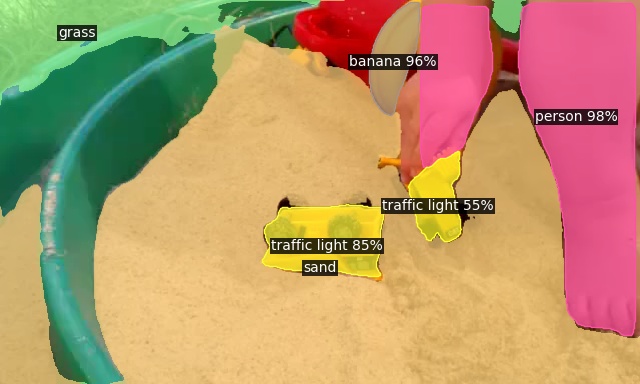 grass
banana 96%
person 98%
traffic light 55%
traffic light 85%
sand